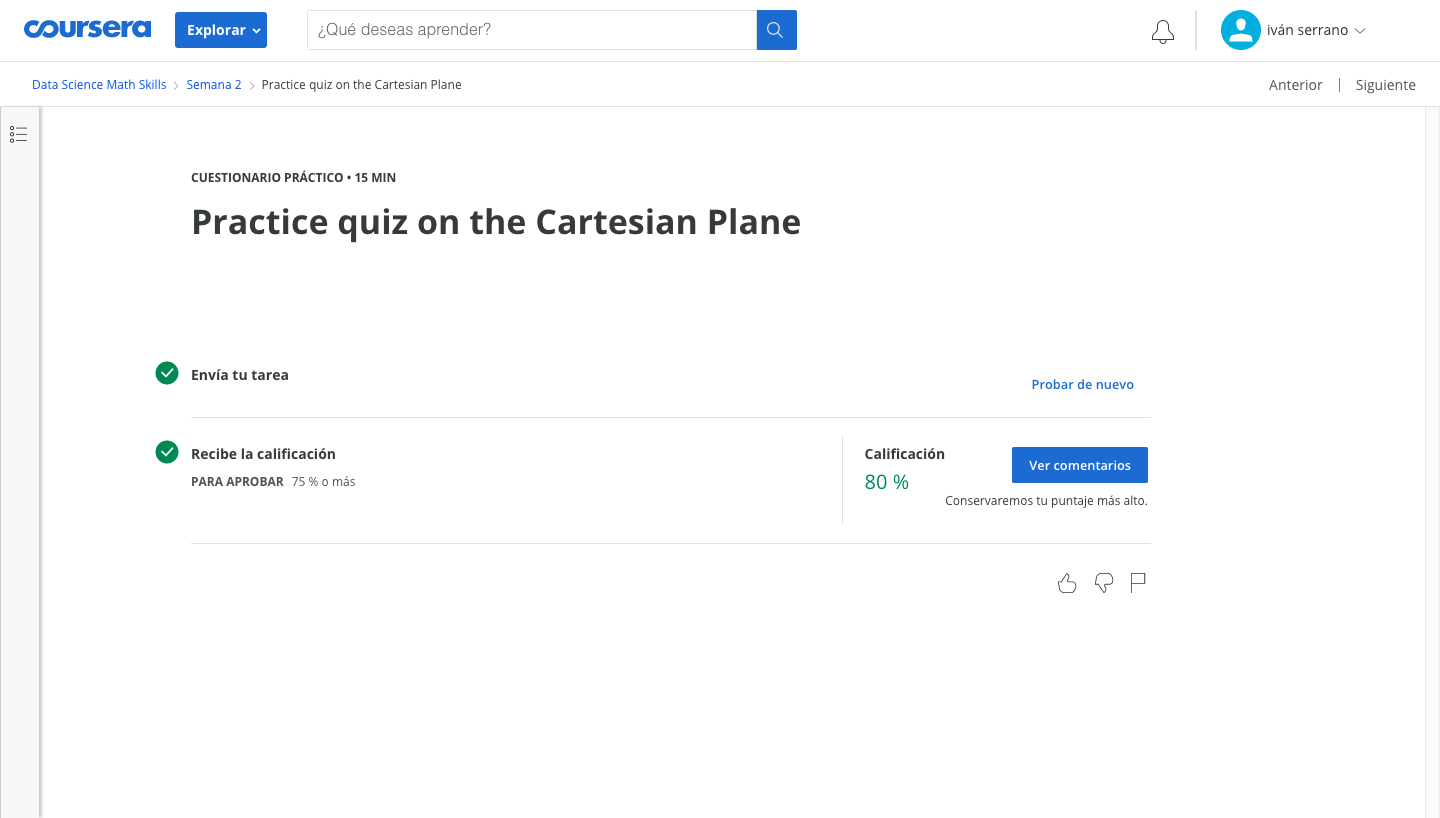 coursera
Explorar
¿Qué deseas aprender?
iván serrano
Data Science Math Skills
Semana 2
Practice quiz on the Cartesian Plane
Anterior
Siguiente
CUESTIONARIO PRÁCTICO • 15 MIN
Practice quiz on the Cartesian Plane
Envía tu tarea
Probar de nuevo
Recibe la calificación
PARA APROBAR 75 % o más
Calificación
80 %
Ver comentarios
Conservaremos tu puntaje más alto.